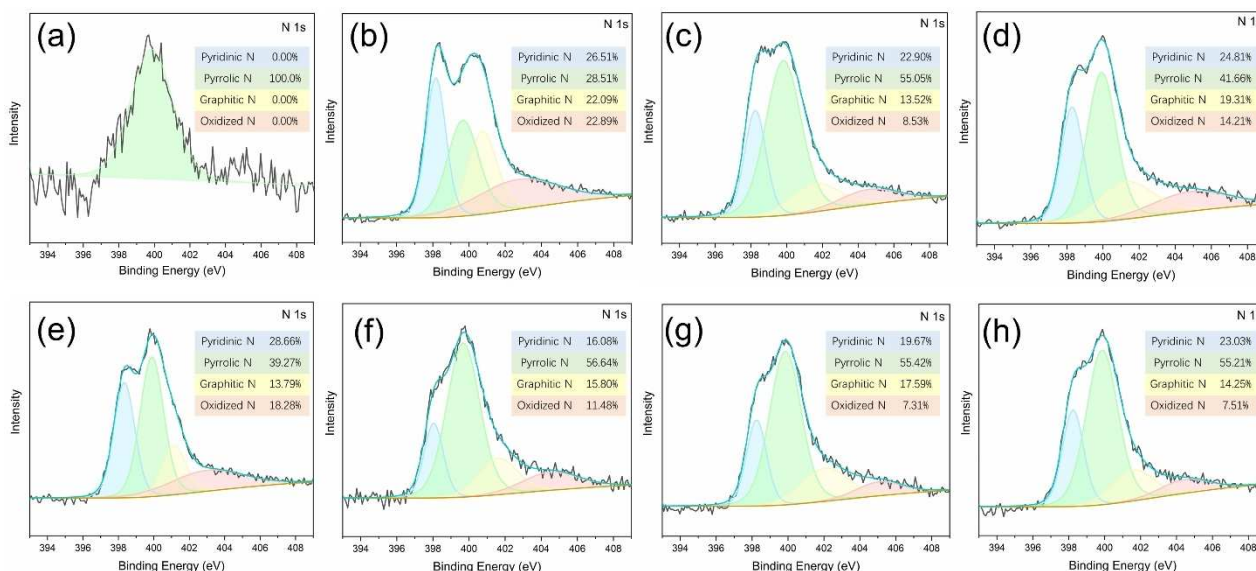 (a)
N 1s
Pyridinic N 0.00%
Pyrrolic N 100.0%
Graphitic N 0.00%
Oxidized N 0.00%
Intensity
394 396 398 400 402 404 406 408
Binding Energy (eV)
(b)
N 1s
Pyridinic N 26.51%
Pyrrolic N 28.51%
Graphitic N 22.09%
Oxidized N 22.89%
Intensity
394 396 398 400 402 404 406 408
Binding Energy (eV)
(c)
N 1s
Pyridinic N 22.90%
Pyrrolic N 55.05%
Graphitic N 13.52%
Oxidized N 8.53%
Intensity
394 396 398 400 402 404 406 408
Binding Energy (eV)
(d)
N 1s
Pyridinic N 24.81%
Pyrrolic N 41.66%
Graphitic N 19.31%
Oxidized N 14.21%
Intensity
394 396 398 400 402 404 406 408
Binding Energy (eV)
(e)
N 1s
Pyridinic N 28.66%
Pyrrolic N 39.27%
Graphitic N 13.79%
Oxidized N 18.28%
Intensity
394 396 398 400 402 404 406 408
Binding Energy (eV)
(f)
N 1s
Pyridinic N 16.08%
Pyrrolic N 56.64%
Graphitic N 15.80%
Oxidized N 11.48%
Intensity
394 396 398 400 402 404 406 408
Binding Energy (eV)
(g)
N 1s
Pyridinic N 19.67%
Pyrrolic N 55.42%
Graphitic N 17.59%
Oxidized N 7.31%
Intensity
394 396 398 400 402 404 406 408
Binding Energy (eV)
(h)
N 1s
Pyridinic N 23.03%
Pyrrolic N 55.21%
Graphitic N 14.25%
Oxidized N 7.51%
Intensity
394 396 398 400 402 404 406 408
Binding Energy (eV)